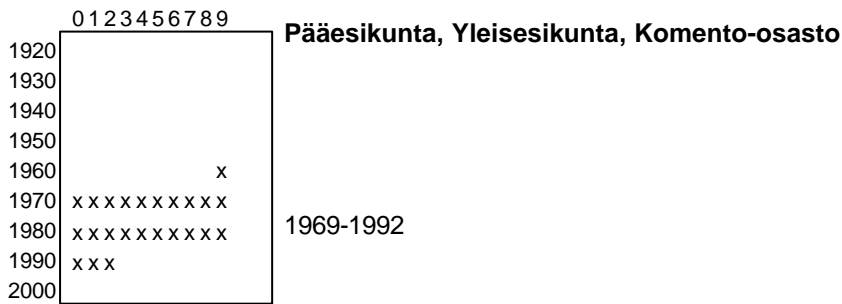 0123456789
Pääesikunta, Yleisesikunta, Komento-osasto
1920
1930
1940
1950
1960 x
1970 xxxxxxxxxx
1980 xxxxxxxxxx
1969-1992
1990 xxx
2000